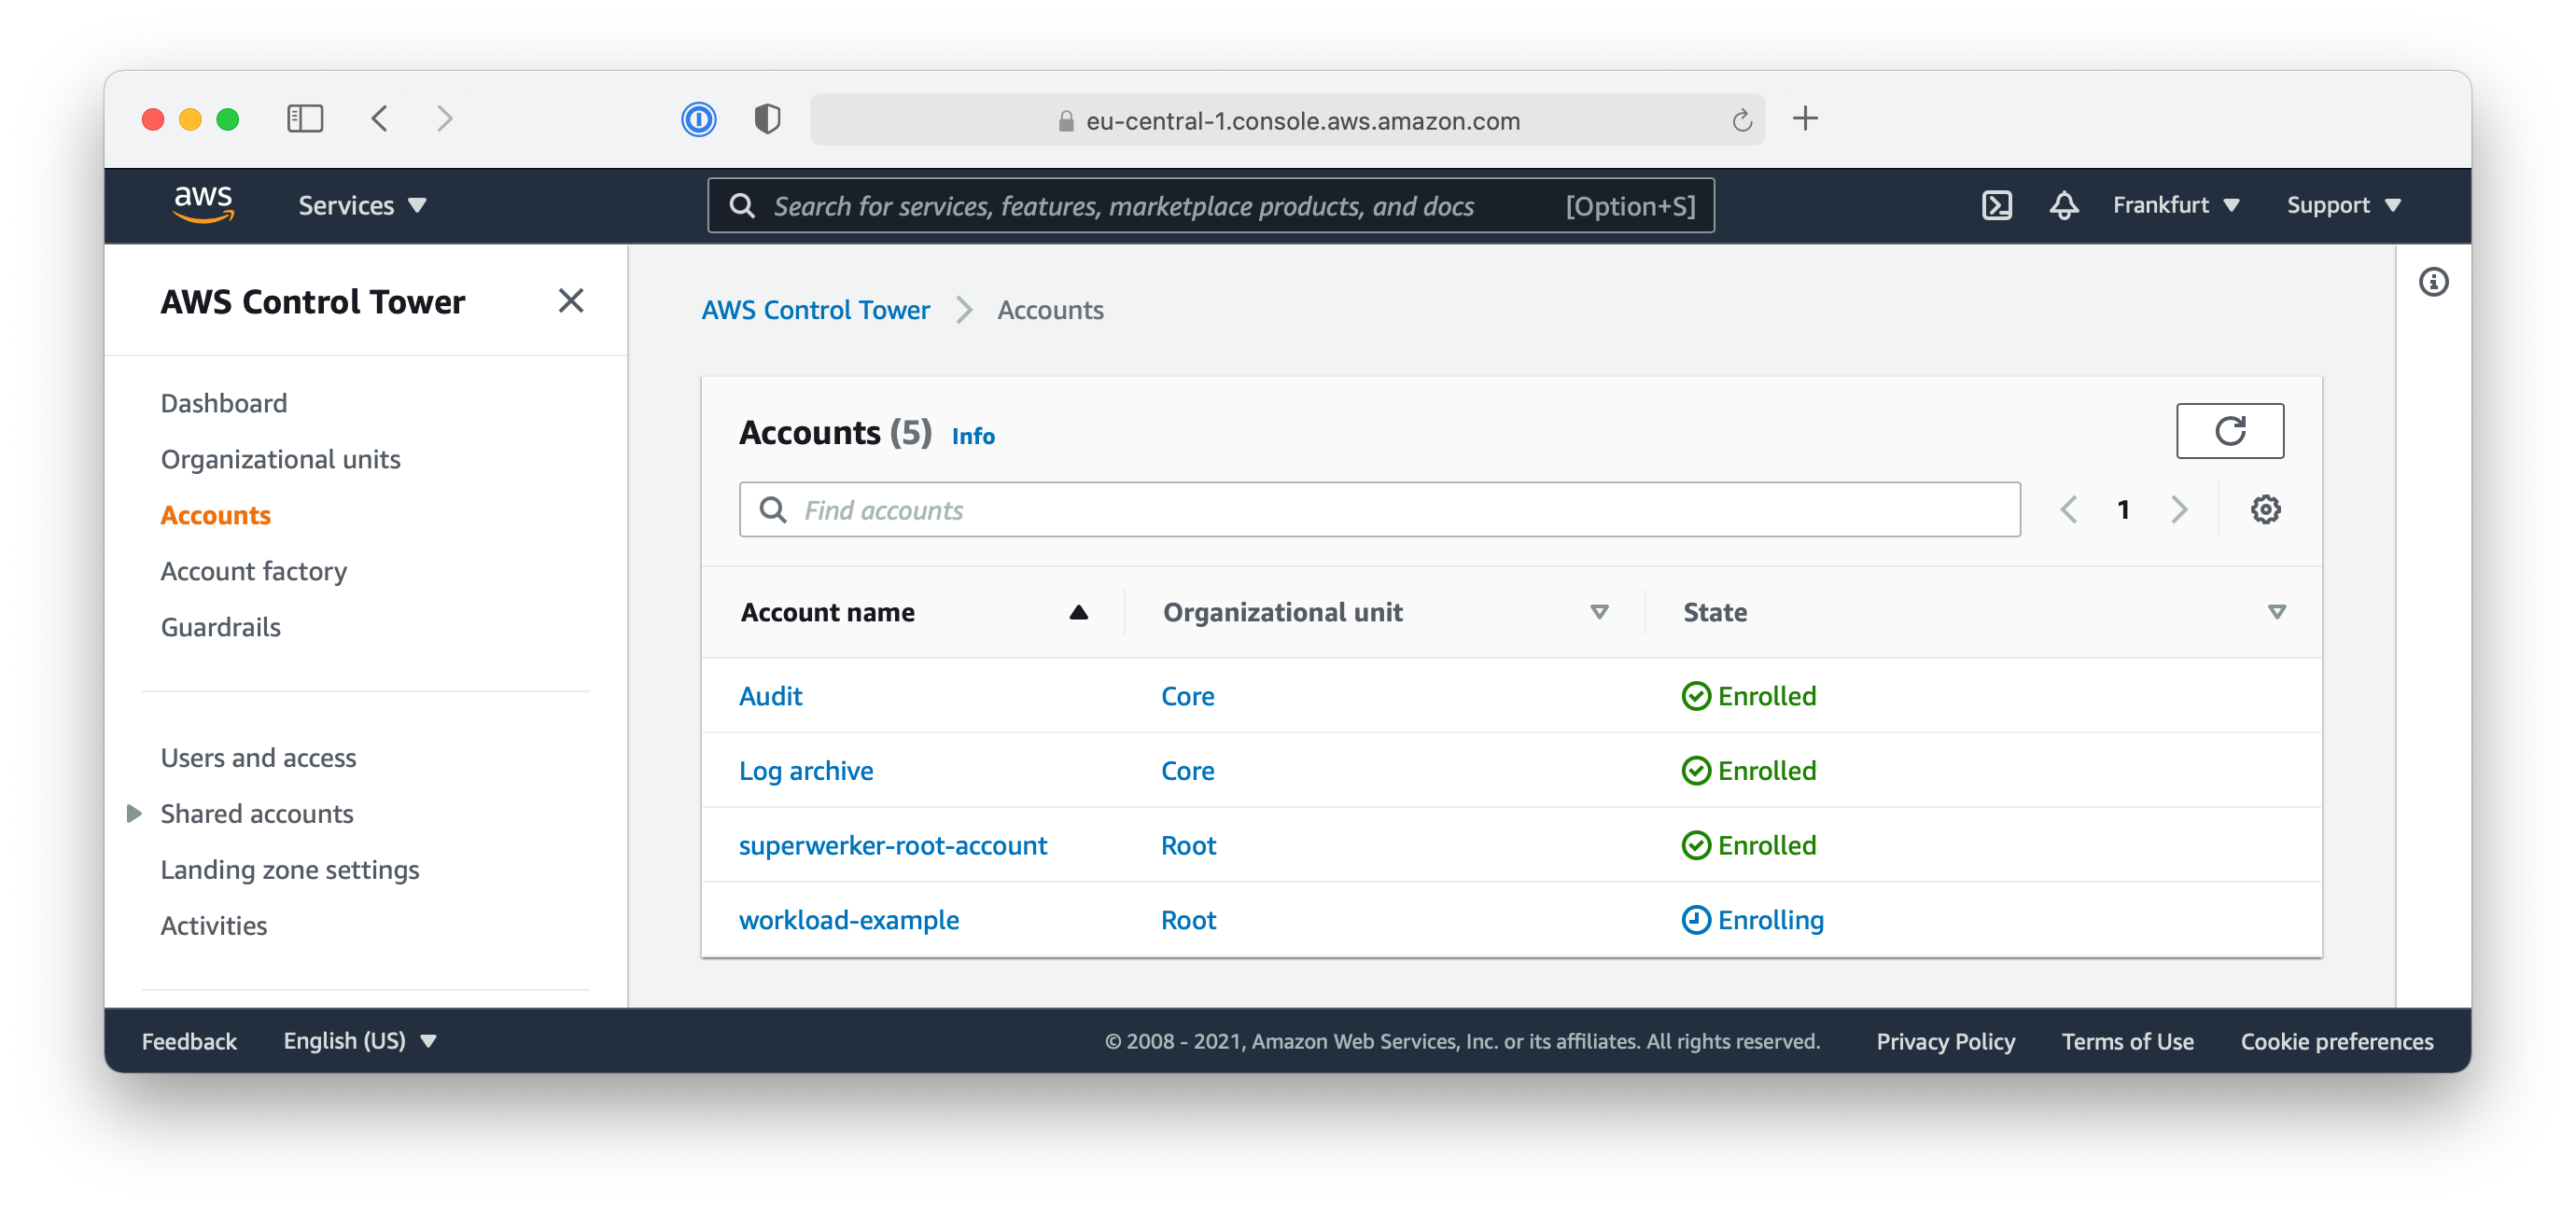 eu-central-1.console.aws.amazon.com
aws
Services
Search for services, features, marketplace products, and docs [Option+S]
Frankfurt
Support
AWS Control Tower
Dashboard
Organizational units
Accounts
Account factory
Guardrails
Users and access
Shared accounts
Landing zone settings
Activities
AWS Control Tower > Accounts
Accounts (5) Info
Find accounts
1
Account name Organizational unit State
Audit Core Enrolled
Log archive Core Enrolled
superwerker-root-account Root Enrolled
workload-example Root Enrolling
Feedback English (US) © 2008 - 2021, Amazon Web Services, Inc. or its affiliates. All rights reserved. Privacy Policy Terms of Use Cookie preferences